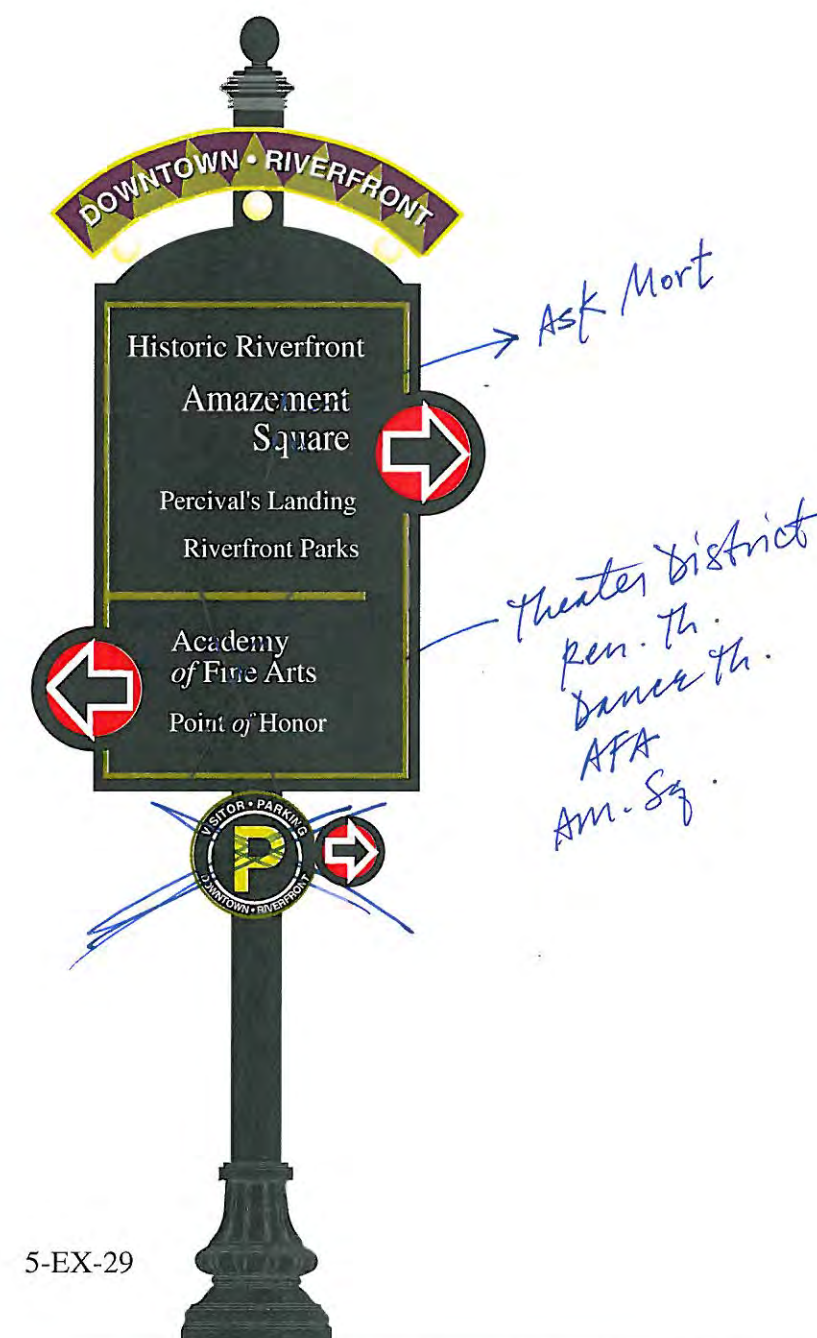 DOWNTOWN • RIVERFRONT
Historic Riverfront
Amazement
Square
Percival's Landing
Riverfront Parks
Academy
of Fine Arts
Point of Honor
VISITOR • PARKING
P
DOWNTOWN • RIVERFRONT
Ask Mort
Theater District
Ren. Th.
Dance Th.
AFA
Am. Sq.
5-EX-29